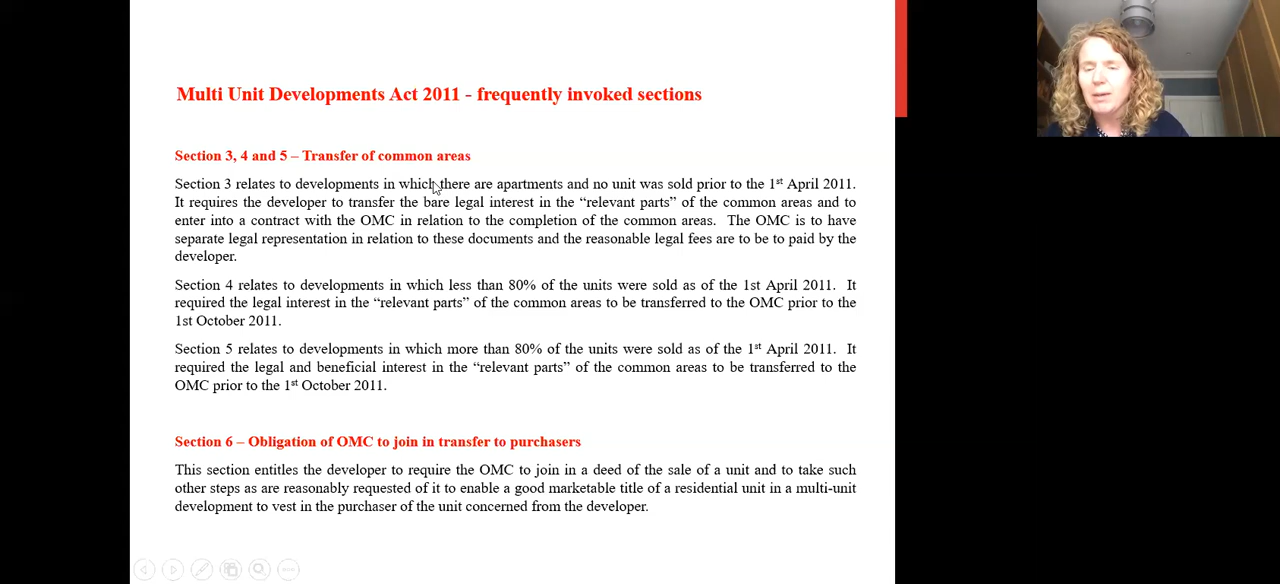 Multi Unit Developments Act 2011 - frequently invoked sections
Section 3, 4 and 5 – Transfer of common areas
Section 3 relates to developments in which there are apartments and no unit was sold prior to the 1st April 2011.
It requires the developer to transfer the bare legal interest in the “relevant parts” of the common areas and to
enter into a contract with the OMC in relation to the completion of the common areas. The OMC is to have
separate legal representation in relation to these documents and the reasonable legal fees are to be to paid by the
developer.
Section 4 relates to developments in which less than 80% of the units were sold as of the 1st April 2011. It
required the legal interest in the “relevant parts” of the common areas to be transferred to the OMC prior to the
1st October 2011.
Section 5 relates to developments in which more than 80% of the units were sold as of the 1st April 2011. It
required the legal and beneficial interest in the “relevant parts” of the common areas to be transferred to the
OMC prior to the 1st October 2011.
Section 6 – Obligation of OMC to join in transfer to purchasers
This section entitles the developer to require the OMC to join in a deed of the sale of a unit and to take such
other steps as are reasonably requested of it to enable a good marketable title of a residential unit in a multi-unit
development to vest in the purchaser of the unit concerned from the developer.